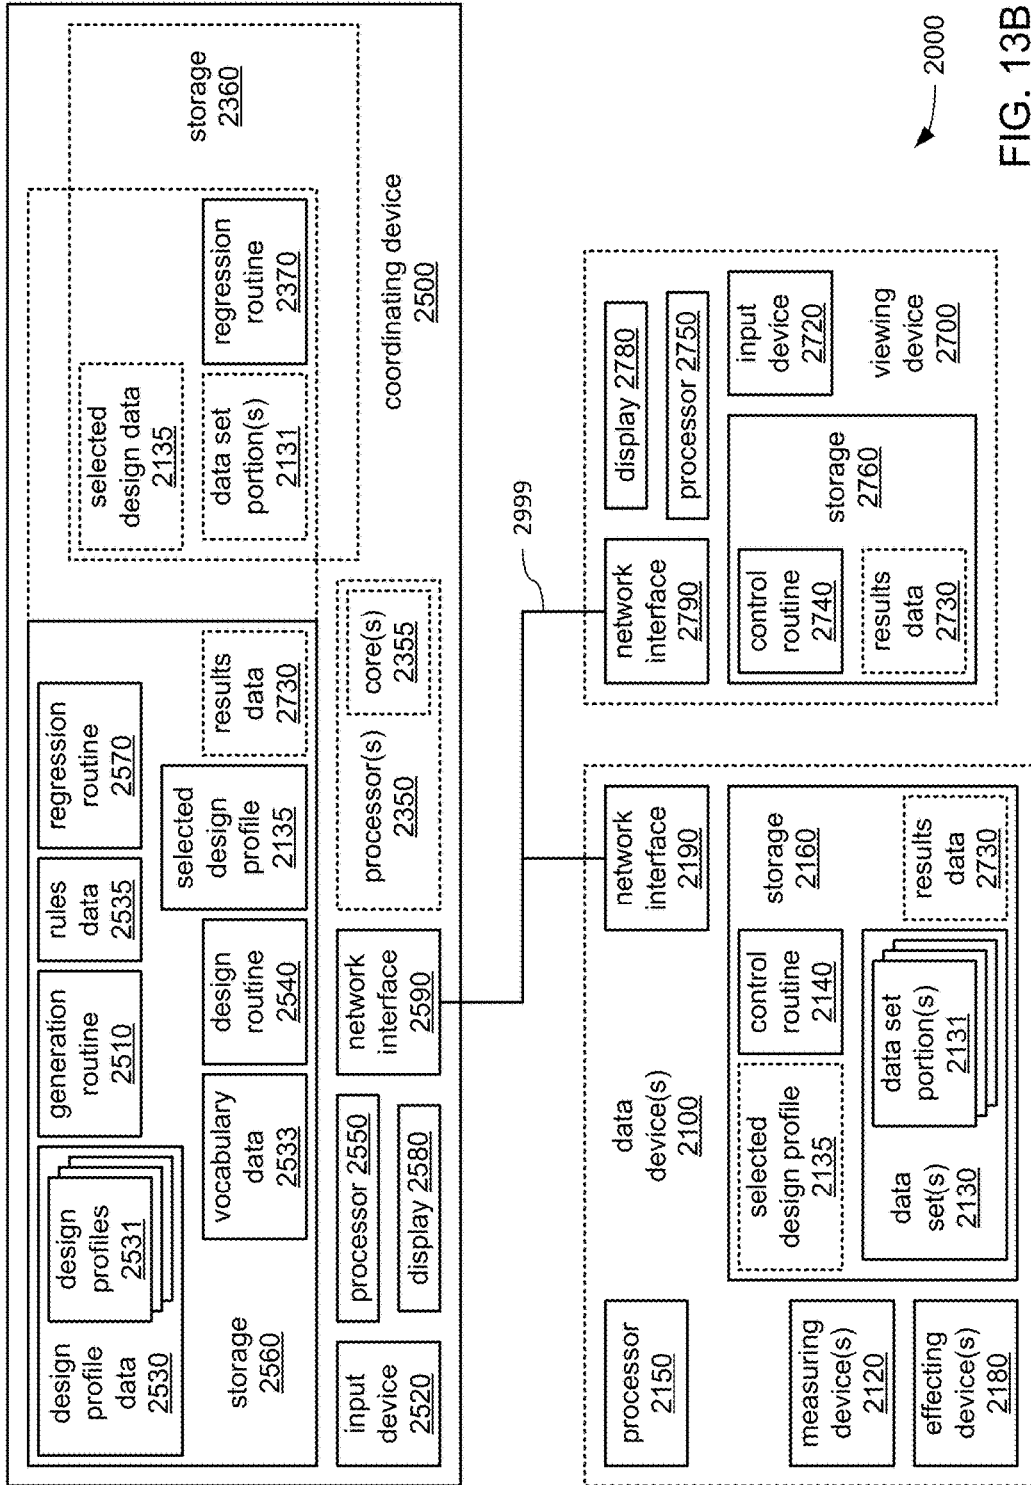 design profile
data
2530
design
profiles
2531
generation
routine
2510
rules
data
2535
regression
routine
2570
storage
2560
vocabulary
data
2533
design
routine
2540
selected
design
profile
2135
results
data
2730
selected
design data
2135
data set
portion(s)
2131
regression
routine
2370
storage
2360
input
device
2520
processor 2550
display 2580
network
interface
2590
processor(s)
2350
core(s)
2355
coordinating device
2500
2999
processor
2150
measuring
device(s)
2120
effecting
device(s)
2180
data
device(s)
2100
network
interface
2190
selected
design profile
2135
control
routine
2140
storage
2160
data
set(s)
2130
data set
portion(s)
2131
results
data
2730
network
interface
2790
display 2780
processor 2750
control
routine
2740
results
data
2730
storage
2760
input
device
2720
viewing
device
2700
2000
FIG. 13B